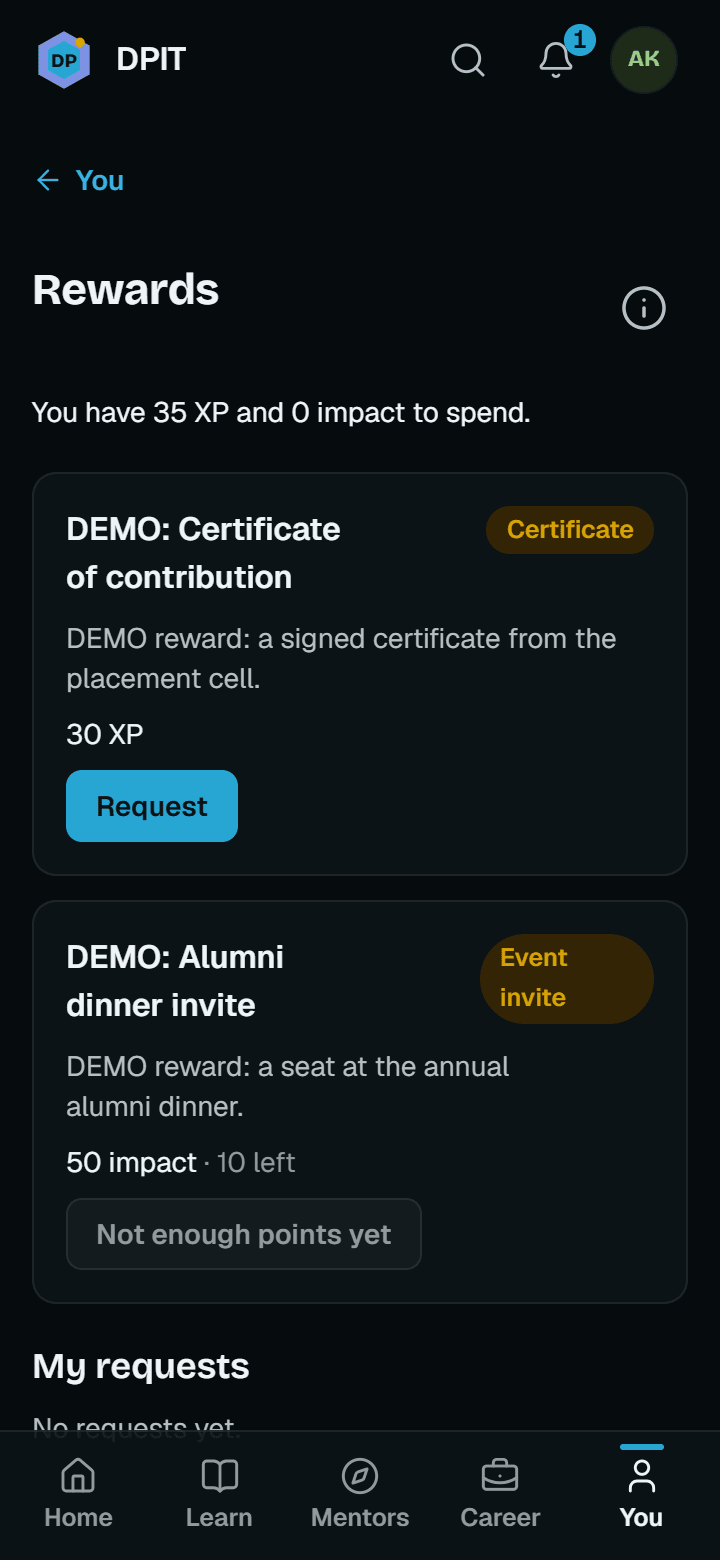 DP
DPIT
1
AK
You
Rewards
You have 35 XP and 0 impact to spend.
DEMO: Certificate
of contribution
Certificate
DEMO reward: a signed certificate from the
placement cell.
30 XP
Request
DEMO: Alumni
dinner invite
Event
invite
DEMO reward: a seat at the annual
alumni dinner.
50 impact · 10 left
Not enough points yet
My requests
No requests yet.
Home
Learn
Mentors
Career
You